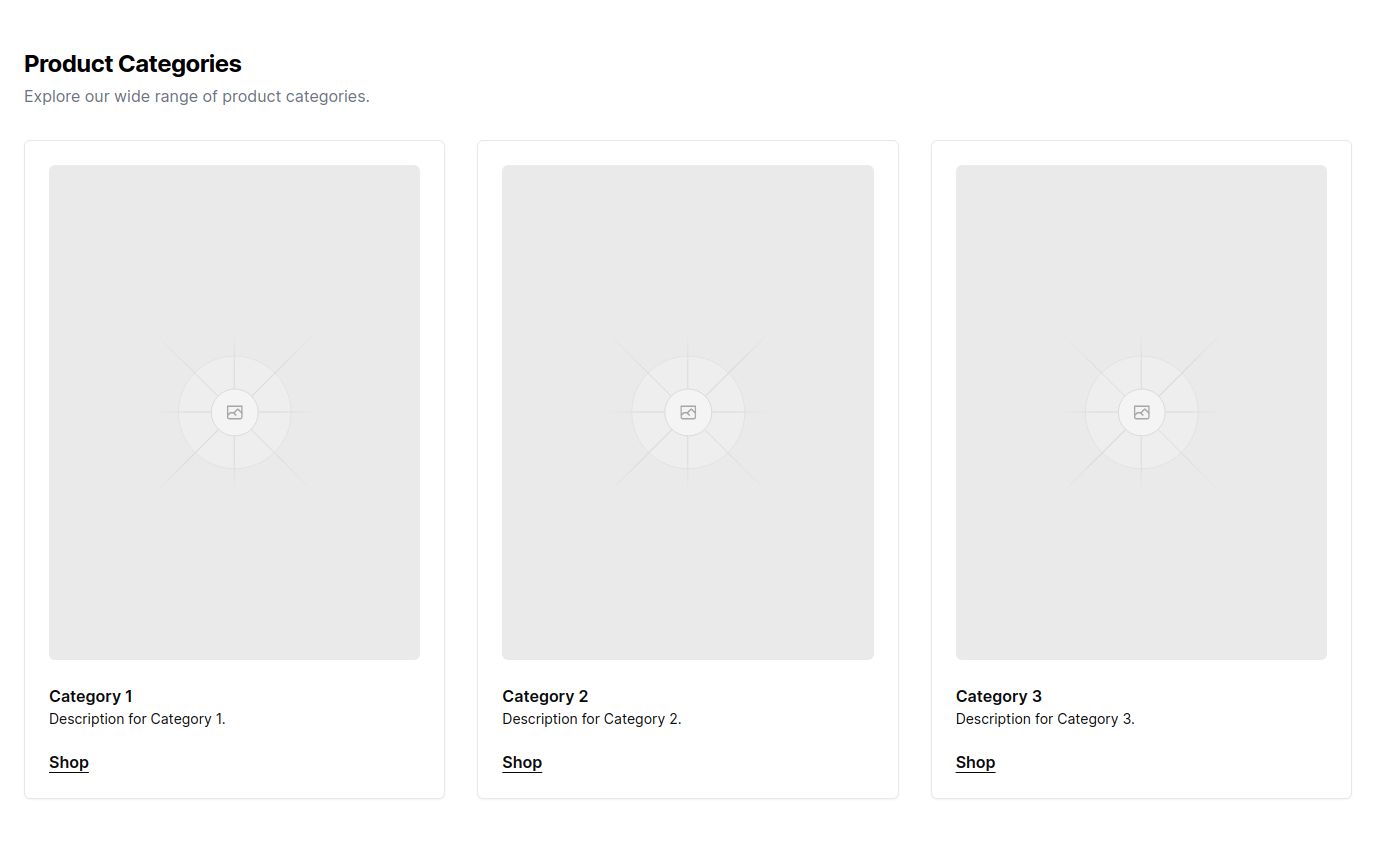 Product Categories
Explore our wide range of product categories.
Category 1
Description for Category 1.
Shop
Category 2
Description for Category 2.
Shop
Category 3
Description for Category 3.
Shop